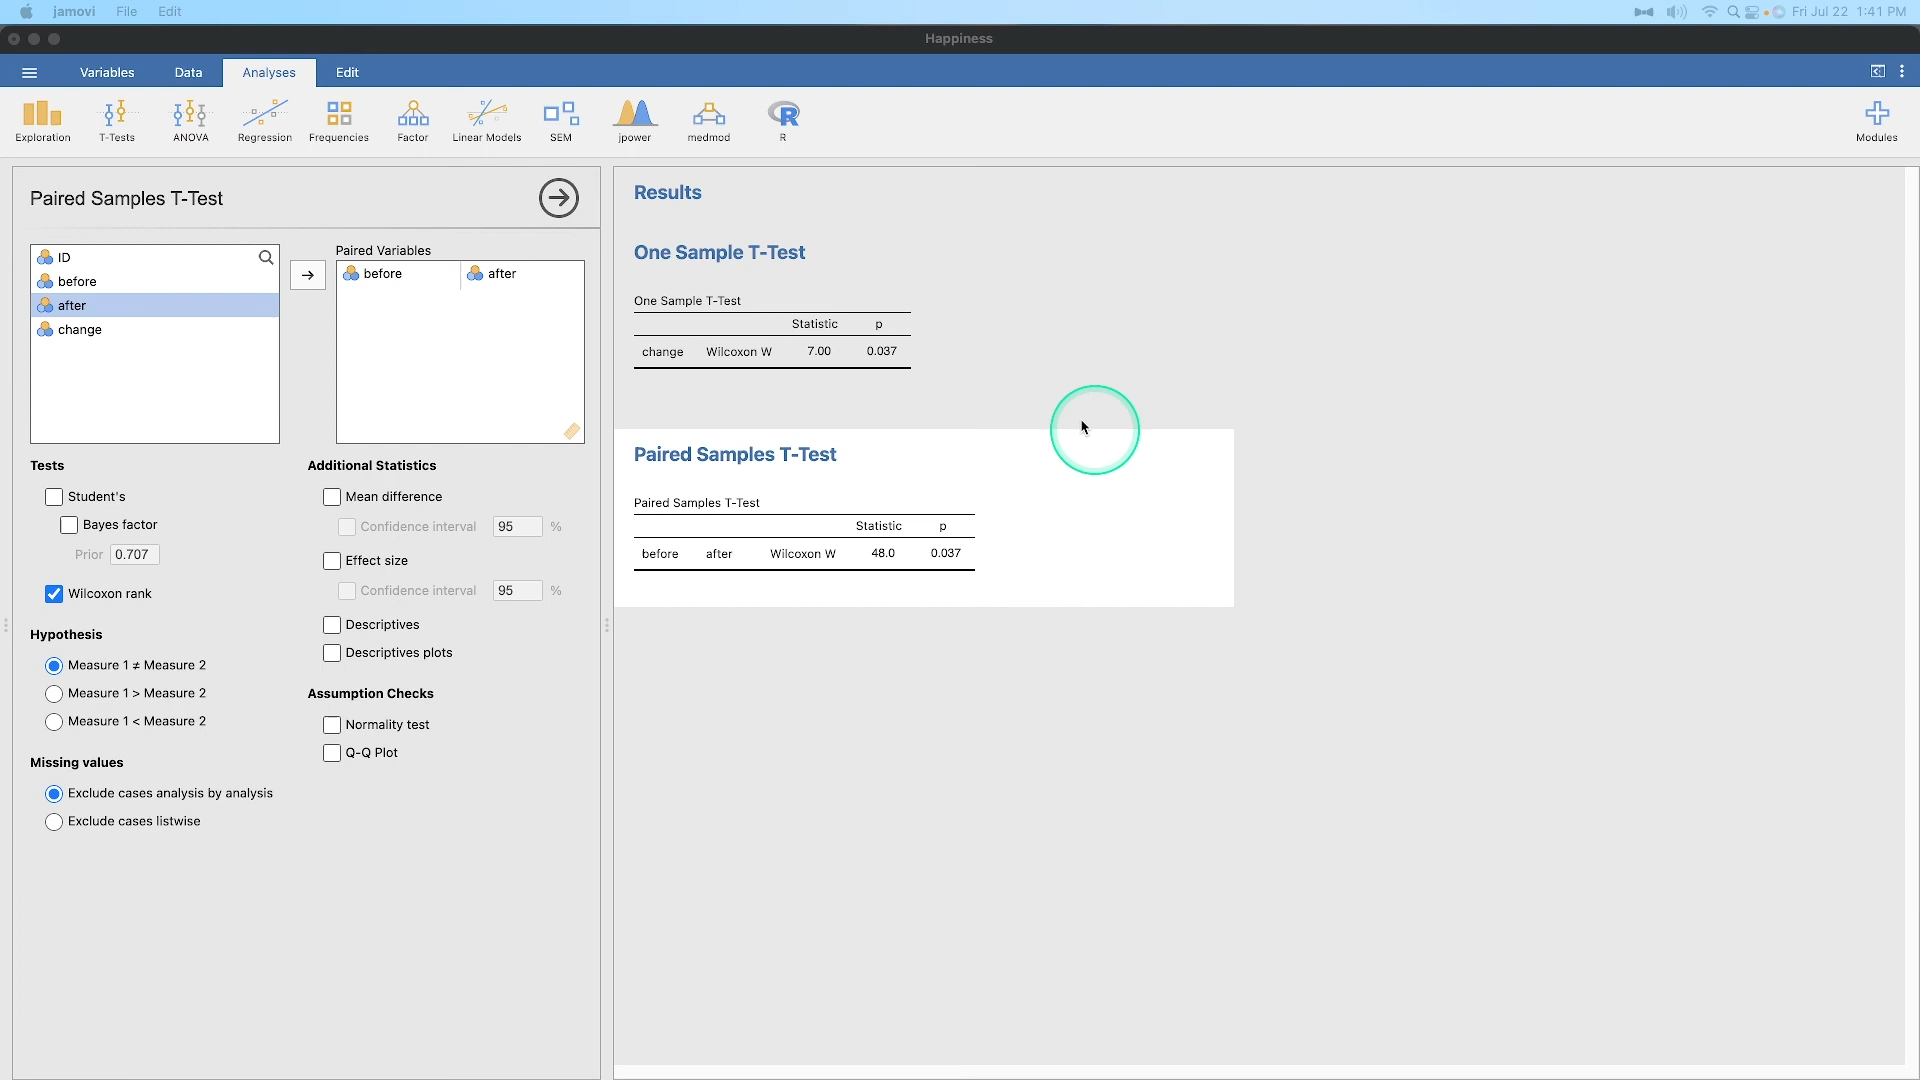 jamovi File Edit Fri Jul 22 1:41 PM
Happiness
Variables Data Analyses Edit
Exploration T-Tests ANOVA Regression Frequencies Factor Linear Models SEM jpower medmod R Modules
Paired Samples T-Test
ID
before
after
change
Paired Variables
before after
Tests
Student's
Bayes factor
Prior 0.707
Wilcoxon rank
Hypothesis
Measure 1 ≠ Measure 2
Measure 1 > Measure 2
Measure 1 < Measure 2
Missing values
Exclude cases analysis by analysis
Exclude cases listwise
Additional Statistics
Mean difference
Confidence interval 95 %
Effect size
Confidence interval 95 %
Descriptives
Descriptives plots
Assumption Checks
Normality test
Q-Q Plot
Results
One Sample T-Test
One Sample T-Test
Statistic p
change Wilcoxon W 7.00 0.037
Paired Samples T-Test
Paired Samples T-Test
Statistic p
before after Wilcoxon W 48.0 0.037